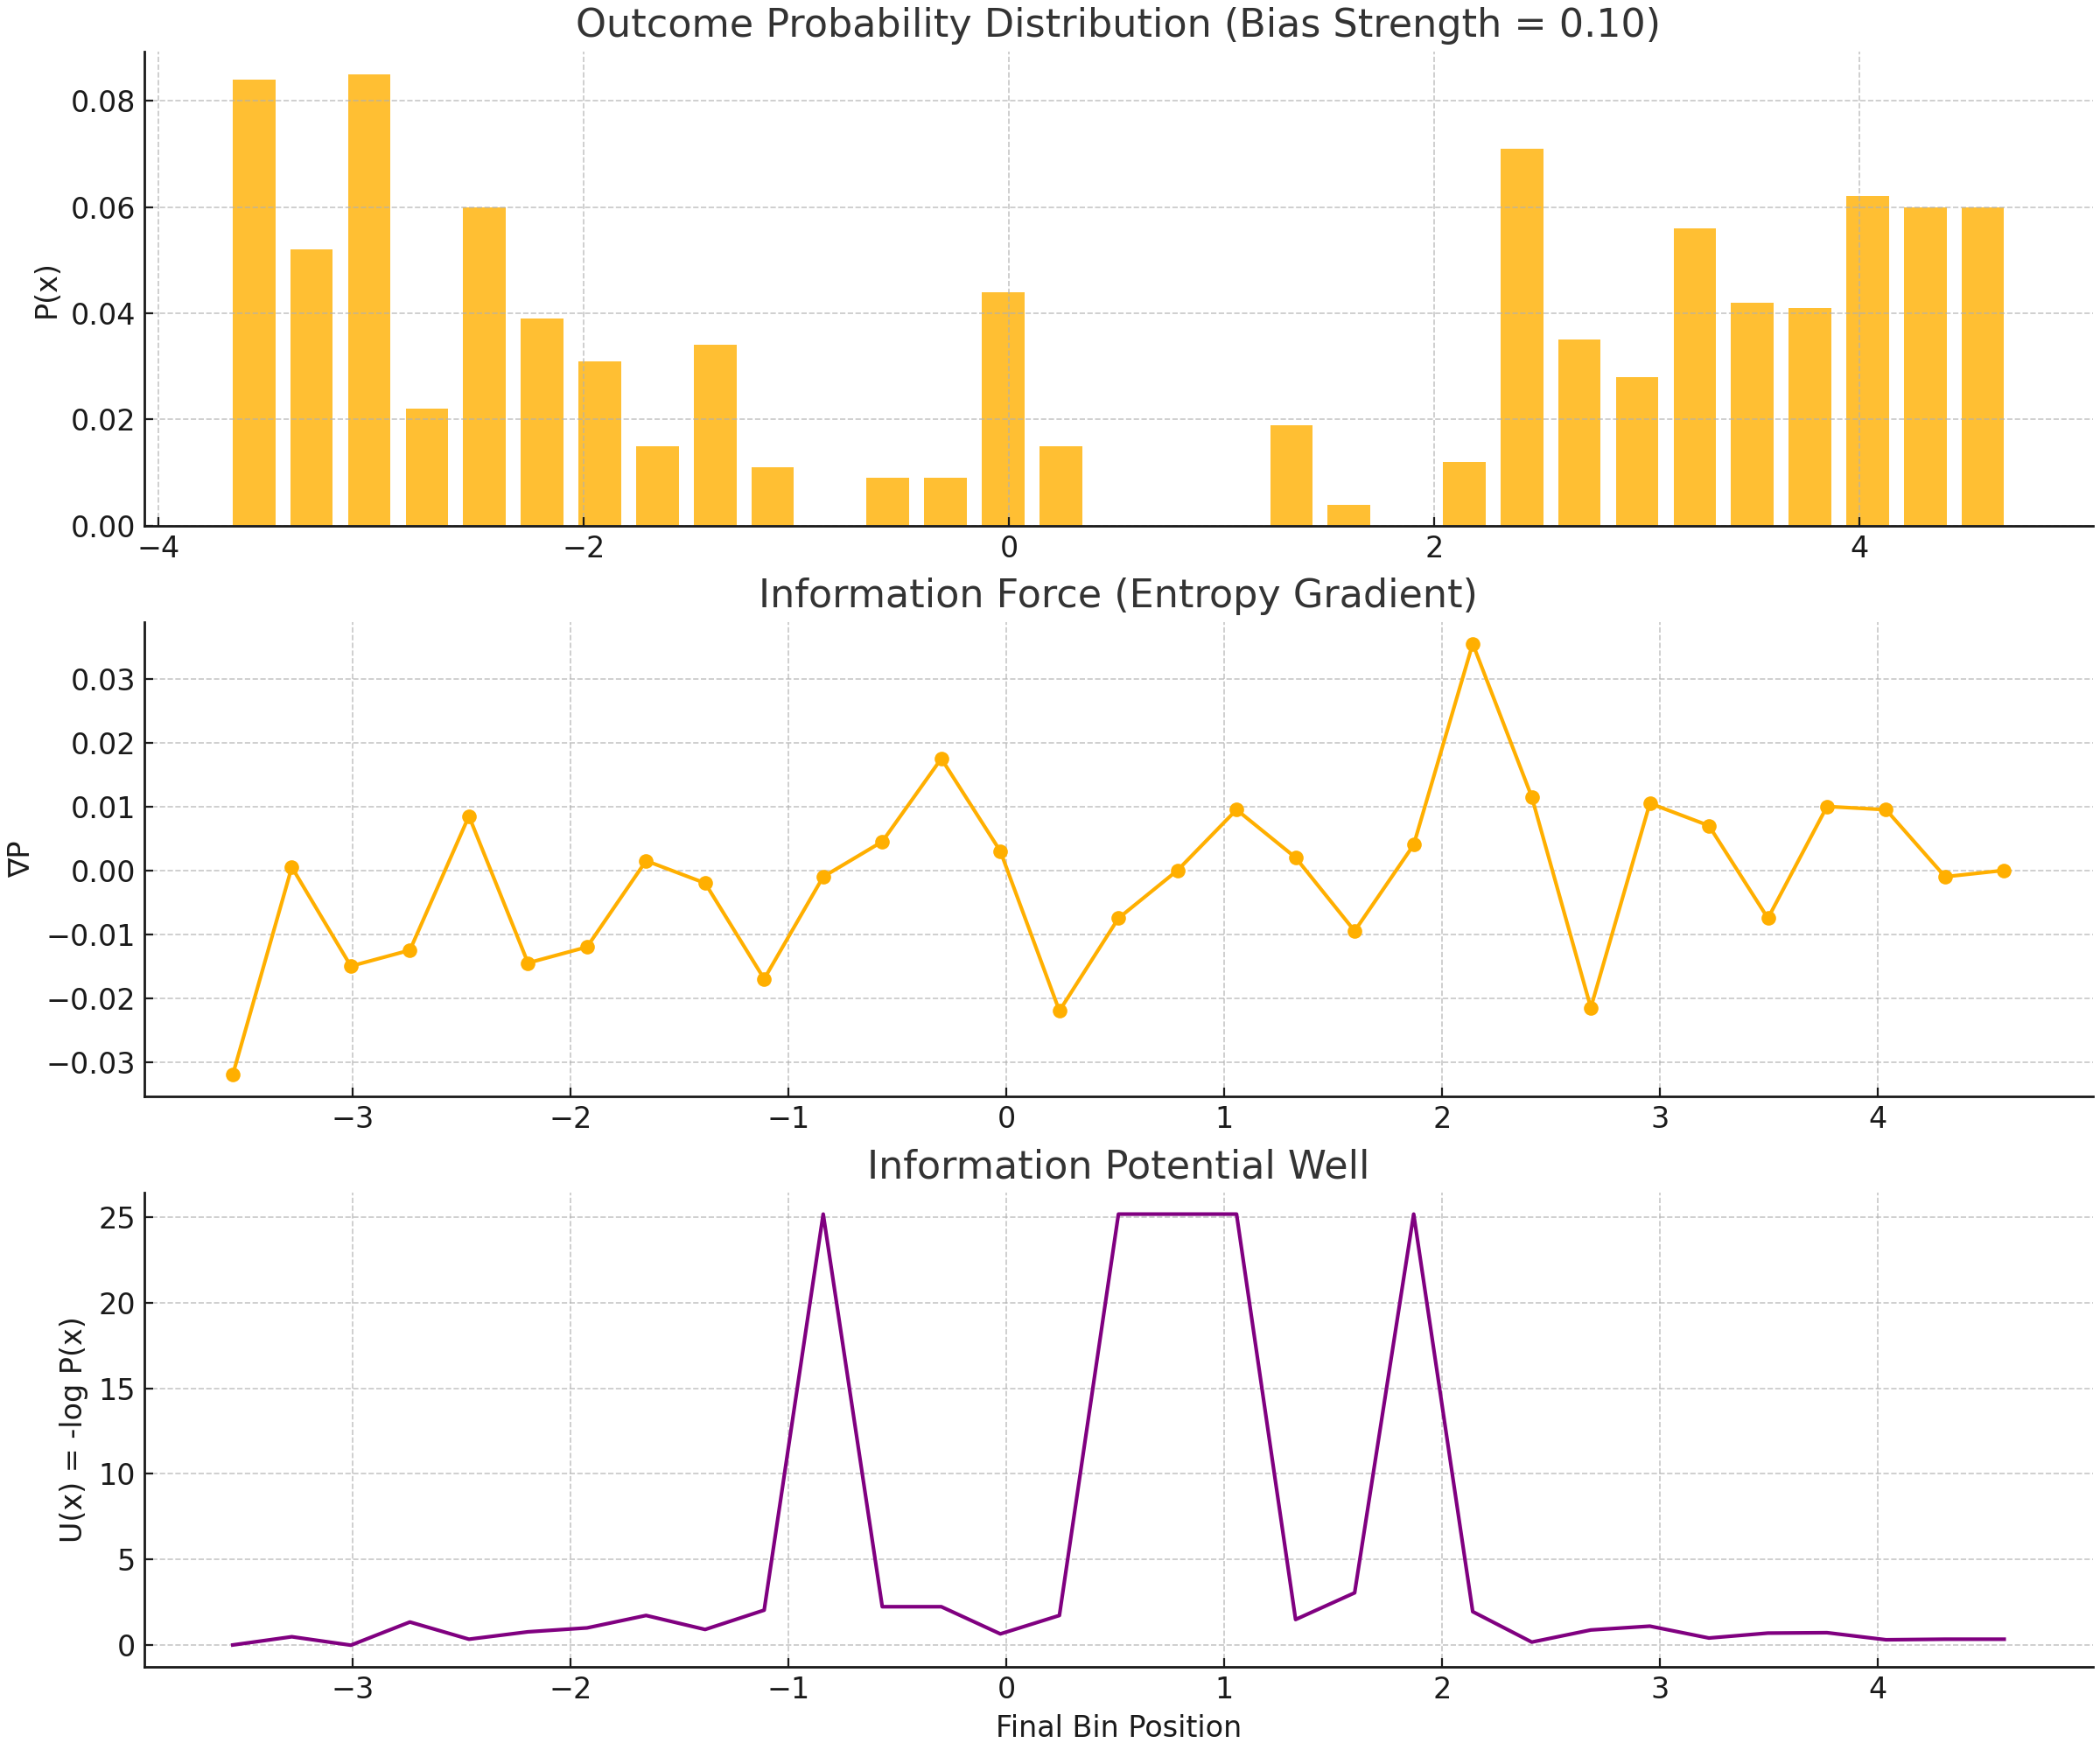 Outcome Probability Distribution (Bias Strength = 0.10)
P(x)
0.08
0.06
0.04
0.02
0.00
−4 −2 0 2 4
Information Force (Entropy Gradient)
∇P
0.03
0.02
0.01
0.00
−0.01
−0.02
−0.03
−3 −2 −1 0 1 2 3 4
Information Potential Well
U(x) = -log P(x)
25
20
15
10
5
0
−3 −2 −1 0 1 2 3 4
Final Bin Position